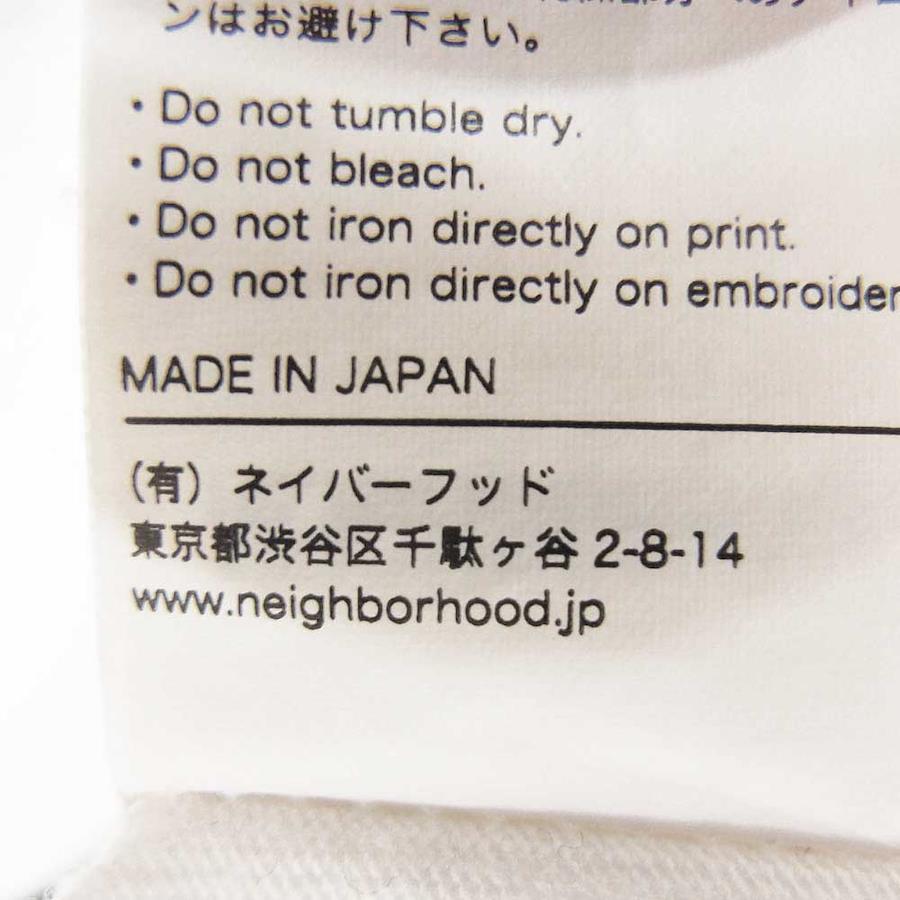 ンはお避け下さい。
・Do not tumble dry.
・Do not bleach.
・Do not iron directly on print.
・Do not iron directly on embroider
MADE IN JAPAN
(有) ネイバーフッド
東京都渋谷区千駄ヶ谷 2-8-14
www.neighborhood.jp